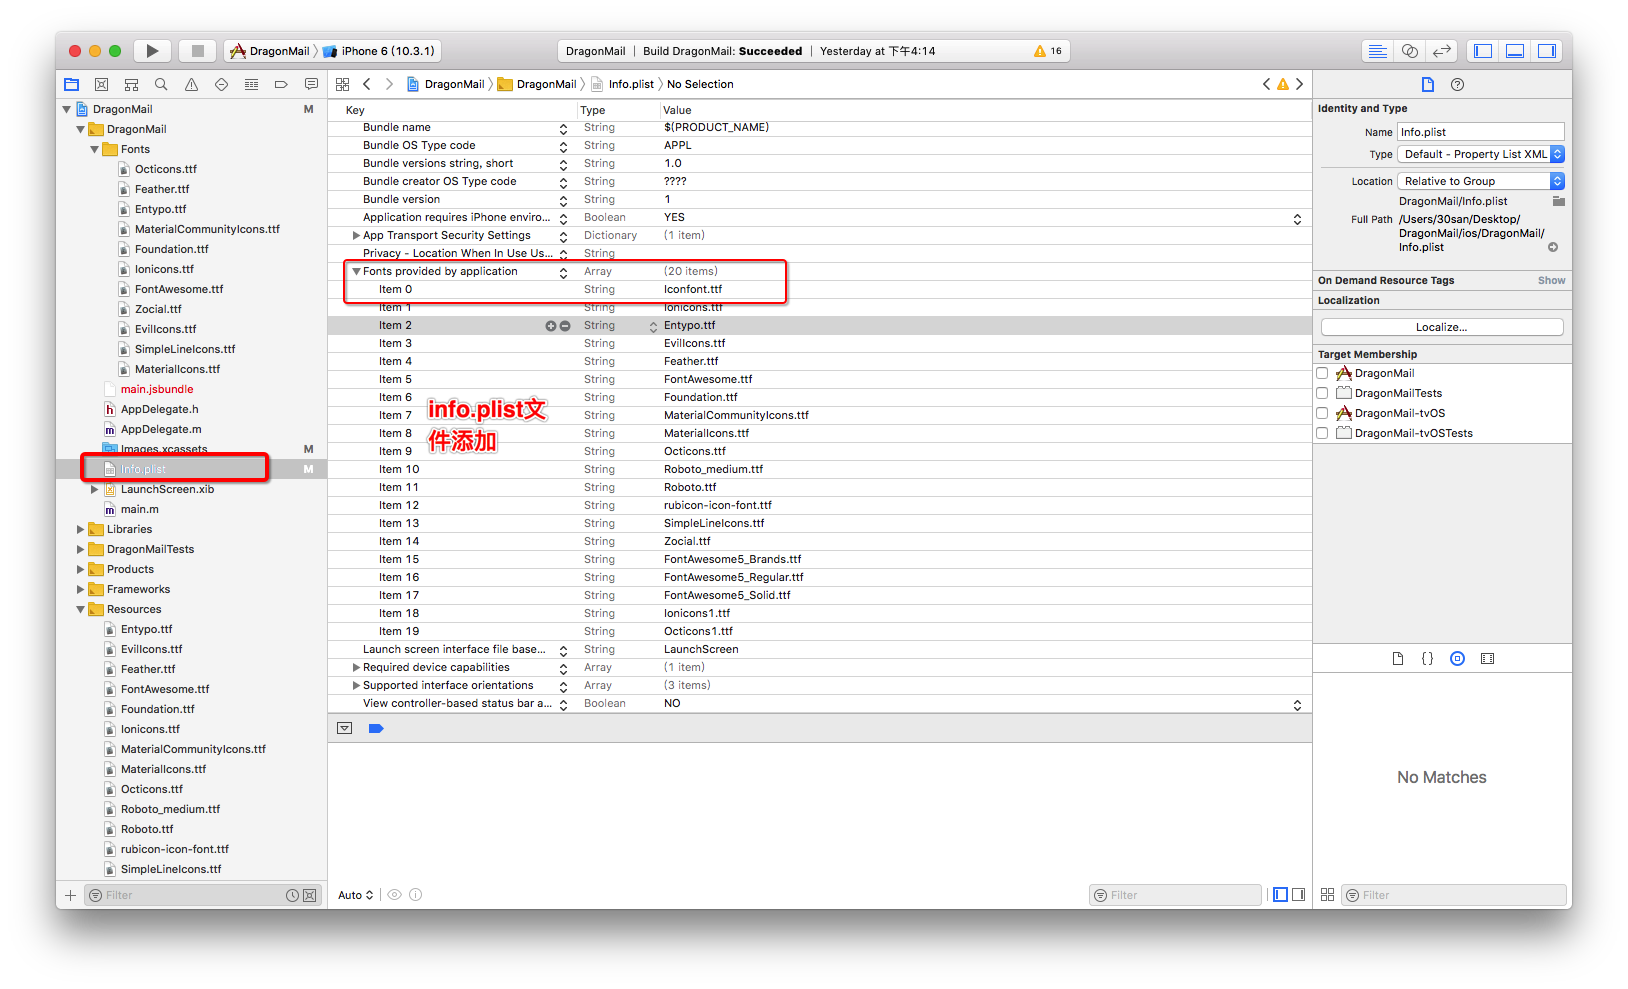 DragonMail 〉 iPhone 6 (10.3.1)
DragonMail | Build DragonMail: Succeeded | Yesterday at 下午4:14
16
DragonMail 〉 DragonMail 〉 Info.plist 〉 No Selection
DragonMail M
DragonMail
Fonts
Octicons.ttf
Feather.ttf
Entypo.ttf
MaterialCommunityIcons.ttf
Foundation.ttf
Ionicons.ttf
FontAwesome.ttf
Zocial.ttf
EvilIcons.ttf
SimpleLineIcons.ttf
MaterialIcons.ttf
main.jsbundle
AppDelegate.h
AppDelegate.m
Images.xcassets M
Info.plist M
LaunchScreen.xib
main.m
Libraries
DragonMailTests
Products
Frameworks
Resources
Entypo.ttf
EvilIcons.ttf
Feather.ttf
FontAwesome.ttf
Foundation.ttf
Ionicons.ttf
MaterialCommunityIcons.ttf
MaterialIcons.ttf
Octicons.ttf
Roboto_medium.ttf
Roboto.ttf
rubicon-icon-font.ttf
SimpleLineIcons.ttf
Filter
Key Type Value
Bundle name String $(PRODUCT_NAME)
Bundle OS Type code String APPL
Bundle versions string, short String 1.0
Bundle creator OS Type code String ????
Bundle version String 1
Application requires iPhone enviro... Boolean YES
App Transport Security Settings Dictionary (1 item)
Privacy - Location When In Use Us... String
Fonts provided by application Array (20 items)
Item 0 String Iconfont.ttf
Item 1 String Ionicons.ttf
Item 2 String Entypo.ttf
Item 3 String EvilIcons.ttf
Item 4 String Feather.ttf
Item 5 String FontAwesome.ttf
Item 6 String Foundation.ttf
Item 7 String MaterialCommunityIcons.ttf
Item 8 String MaterialIcons.ttf
Item 9 String Octicons.ttf
Item 10 String Roboto_medium.ttf
Item 11 String Roboto.ttf
Item 12 String rubicon-icon-font.ttf
Item 13 String SimpleLineIcons.ttf
Item 14 String Zocial.ttf
Item 15 String FontAwesome5_Brands.ttf
Item 16 String FontAwesome5_Regular.ttf
Item 17 String FontAwesome5_Solid.ttf
Item 18 String Ionicons1.ttf
Item 19 String Octicons1.ttf
Launch screen interface file base... String LaunchScreen
Required device capabilities Array (1 item)
Supported interface orientations Array (3 items)
View controller-based status bar a... Boolean NO
info.plist文
件添加
Auto
Filter
Identity and Type
Name Info.plist
Type Default - Property List XML
Location Relative to Group
DragonMail/Info.plist
Full Path /Users/30san/Desktop/
DragonMail/ios/DragonMail/
Info.plist
On Demand Resource Tags Show
Localization
Localize...
Target Membership
DragonMail
DragonMailTests
DragonMail-tvOS
DragonMail-tvOSTests
No Matches
Filter